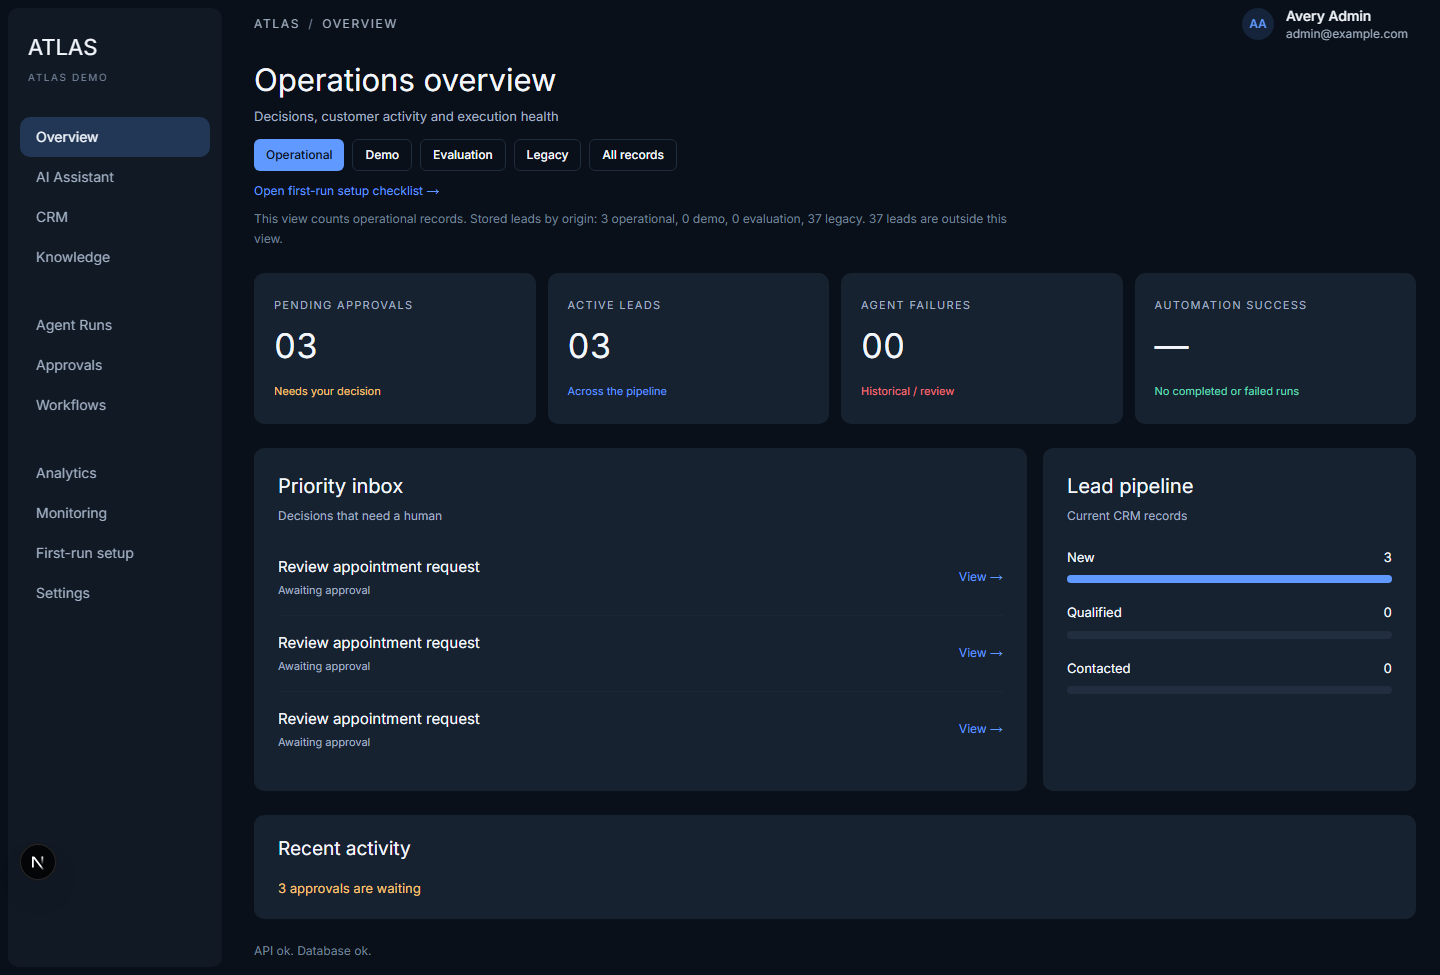 ATLAS
ATLAS DEMO
Overview
AI Assistant
CRM
Knowledge
Agent Runs
Approvals
Workflows
Analytics
Monitoring
First-run setup
Settings
N
ATLAS / OVERVIEW
AA
Avery Admin
admin@example.com
Operations overview
Decisions, customer activity and execution health
Operational
Demo
Evaluation
Legacy
All records
Open first-run setup checklist →
This view counts operational records. Stored leads by origin: 3 operational, 0 demo, 0 evaluation, 37 legacy. 37 leads are outside this
view.
PENDING APPROVALS
03
Needs your decision
ACTIVE LEADS
03
Across the pipeline
AGENT FAILURES
00
Historical / review
AUTOMATION SUCCESS
—
No completed or failed runs
Priority inbox
Decisions that need a human
Review appointment request
Awaiting approval
View →
Review appointment request
Awaiting approval
View →
Review appointment request
Awaiting approval
View →
Lead pipeline
Current CRM records
New 3
Qualified 0
Contacted 0
Recent activity
3 approvals are waiting
API ok. Database ok.